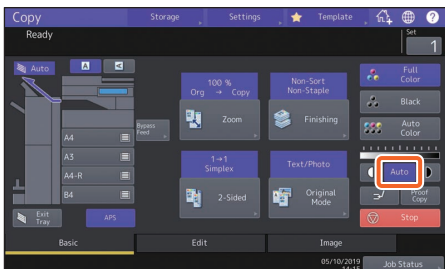 Copy
Storage
Settings
Template
?
Ready
Set
1
Auto
A
A4
A3
A4-R
B4
Bypass
Feed
100 %
Org → Copy
Zoom
Non-Sort
Non-Staple
Finishing
1→1
Simplex
2-Sided
Text/Photo
Original
Mode
Full
Color
Black
Auto
Color
Auto
Proof
Copy
Stop
Exit
Tray
APS
Basic
Edit
Image
05/10/2019
14:15
Job Status